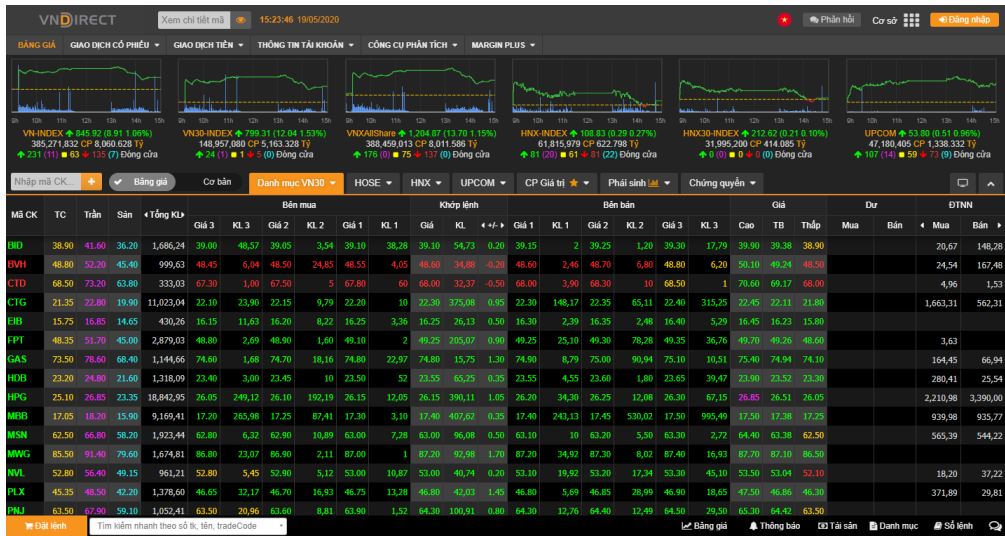 VNDIRECT Xem chi tiết mã 15:23:46 19/05/2020 Phản hồi Cơ sở Đăng nhập
BẢNG GIÁ GIAO DỊCH CỔ PHIẾU GIAO DỊCH TIỀN THÔNG TIN TÀI KHOẢN CÔNG CỤ PHÂN TÍCH MARGIN PLUS
9h 10h 11h 12h 13h 14h 15h 9h 10h 11h 12h 13h 14h 15h 9h 10h 11h 12h 13h 14h 15h 9h 10h 11h 12h 13h 14h 15h 9h 10h 11h 12h 13h 14h 15h 9h 10h 11h 12h 13h 14h 15h
VN-INDEX 845.92 (8.91 1.06%) VN30-INDEX 799.31 (12.04 1.53%) VNXAllShare 1,204.87 (13.70 1.15%) HNX-INDEX 108.83 (0.29 0.27%) HNX30-INDEX 212.62 (0.21 0.10%) UPCOM 53.80 (0.51 0.96%)
385,271,832 CP 8,060.628 Tỷ 148,957,080 CP 5,163.328 Tỷ 388,459,013 CP 8,011.586 Tỷ 61,815,979 CP 622.798 Tỷ 31,995,200 CP 414.085 Tỷ 47,180,405 CP 1,338.332 Tỷ
231 (11) 63 135 (7) Đóng cửa 24 (1) 1 5 (0) Đóng cửa 176 (0) 75 137 (0) Đóng cửa 81 (20) 61 81 (22) Đóng cửa 0 (0) 0 0 (0) Đóng cửa 107 (14) 59 73 (9) Đóng cửa
Nhập mã CK... + Bảng giá Cơ bản Danh mục VN30 HOSE HNX UPCOM CP Giá trị Phái sinh Chứng quyền
Mã CK TC Trần Sàn Tổng KL Bên mua Khớp lệnh Bên bán Giá Dư ĐTNN
Giá 3 KL 3 Giá 2 KL 2 Giá 1 KL 1 Giá KL +/- Giá 1 KL 1 Giá 2 KL 2 Giá 3 KL 3 Cao TB Thấp Mua Bán Mua Bán
BID 38.90 41.60 36.20 1,686,24 39.00 48,57 39.05 3,54 39.10 38,28 39.10 54,73 0.20 39.15 2 39.25 1,20 39.30 17,79 39.90 39.38 38.90 20,67 148,28
BVH 48.80 52.20 45.40 999,63 48.45 6,04 48.50 24,85 48.55 4,05 48.60 34,88 -0.20 48.60 2,46 48.70 6,80 48.80 6,20 50.10 49.24 48.50 24,54 167,48
CTD 68.50 73.20 63.80 333,03 67.30 1,00 67.50 5 67.80 60 68.00 32,37 -0.50 68.00 3,90 68.30 10 68.50 1 70.60 69.17 68.00 4,96 1,53
CTG 21.35 22.80 19.90 11,023,04 22.10 23,90 22.15 9,79 22.20 10 22.30 375,08 0.95 22.30 148,17 22.35 65,11 22.40 315,25 22.45 22.11 21.80 1,663,31 562,31
EIB 15.75 16.85 14.65 430,26 16.15 11,63 16.20 8,22 16.25 3,36 16.25 26,13 0.50 16.30 2,39 16.35 2,48 16.40 5,29 16.45 16.23 15.80
FPT 48.35 51.70 45.00 2,879,03 48.80 2,69 48.90 1,60 49.10 2 49.25 205,07 0.90 49.25 25,10 49.30 78,28 49.35 36,76 49.70 49.26 48.60 3,63
GAS 73.50 78.60 68.40 1,144,66 74.60 1,68 74.70 18,16 74.80 22,97 74.80 15,75 1.30 74.90 8,79 75.00 90,94 75.10 10,51 75.40 74.94 74.10 164,45 66,94
HDB 23.20 24.80 21.60 1,318,09 23.40 3,00 23.45 10 23.50 52 23.55 65,25 0.35 23.55 4,55 23.60 1,80 23.65 39,47 23.90 23.52 23.30 280,41 25,54
HPG 25.10 26.85 23.35 18,842,95 26.05 249,12 26.10 192,19 26.15 12,05 26.15 390,11 1.05 26.20 34,30 26.25 12,08 26.30 67,15 26.85 26.51 26.05 2,210,98 3,390,00
MBB 17.05 18.20 15.90 9,169,41 17.20 265,98 17.25 87,41 17.30 3,10 17.40 407,62 0.35 17.40 243,13 17.45 530,02 17.50 995,49 17.50 17.38 17.25 939,98 935,77
MSN 62.50 66.80 58.20 1,923,44 62.80 6,32 62.90 10,89 63.00 7,28 63.00 96,08 0.50 63.10 10 63.20 5,50 63.30 2,72 64.40 63.38 62.50 565,39 544,22
MWG 85.50 91.40 79.60 1,674,81 86.80 23,07 86.90 2,11 87.00 1 87.20 92,98 1.70 87.20 34,92 87.30 8,02 87.40 16,93 87.70 87.10 86.50
NVL 52.80 56.40 49.15 961,21 52.80 5,45 52.90 5,12 53.00 10,87 53.00 40,74 0.20 53.10 19,92 53.20 17,34 53.30 45,10 53.50 53.04 52.10 18,20 37,22
PLX 45.35 48.50 42.20 1,378,60 46.65 32,17 46.70 16,93 46.75 13,28 46.80 42,03 1.45 46.80 5,69 46.85 28,99 46.90 18,65 47.50 46.86 46.30 371,89 29,81
PNJ 63.50 67.90 59.10 1,052,41 63.50 20,96 63.60 8,81 63.90 1,52 64.30 100,91 0.80 64.30 12,76 64.40 12,49 64.50 29,50 65.30 64.42 63.50
Đặt lệnh Tìm kiếm nhanh theo số tk, tên, tradeCode Bảng giá Thông báo Tài sản Danh mục Sổ lệnh